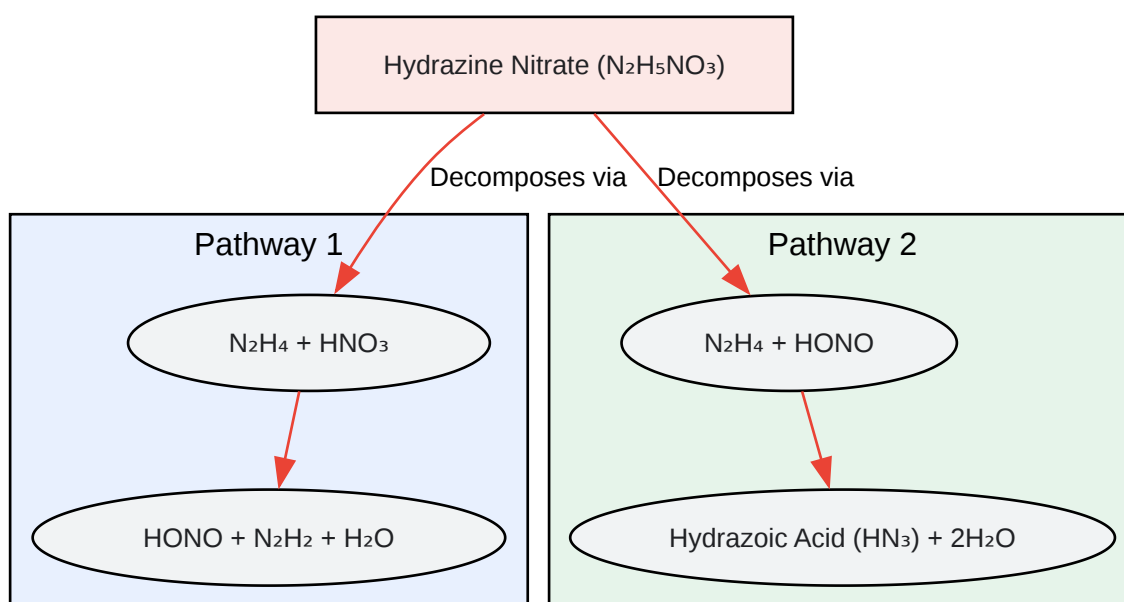 Hydrazine Nitrate (N₂H₅NO₃)
Decomposes via
Decomposes via
Pathway 1
Pathway 2
N₂H₄ + HNO₃
N₂H₄ + HONO
HONO + N₂H₂ + H₂O
Hydrazoic Acid (HN₃) + 2H₂O